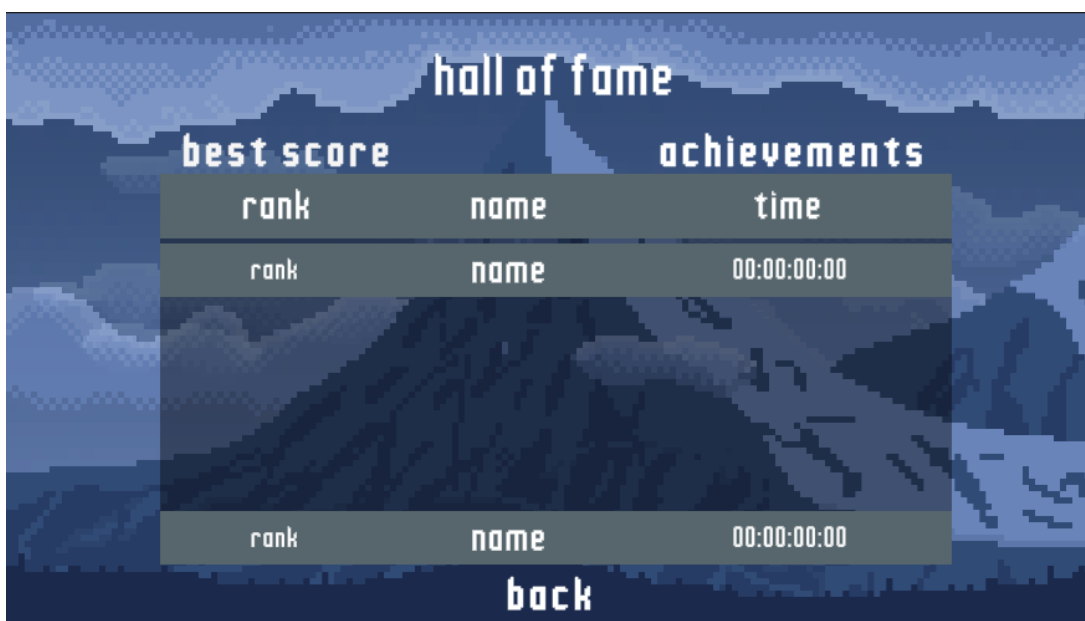 hall of fame
best score achievements
rank name time
rank name 00:00:00:00
rank name 00:00:00:00
back